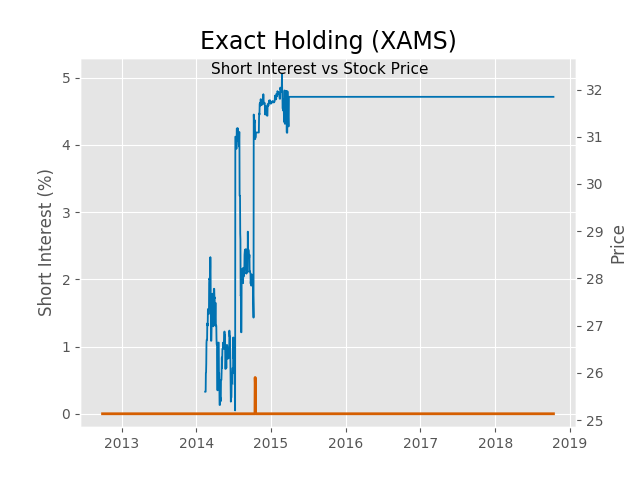 Exact Holding (XAMS)
Short Interest vs Stock Price
Short Interest (%)
Price
5
4
3
2
1
0
32
31
30
29
28
27
26
25
2013 2014 2015 2016 2017 2018 2019